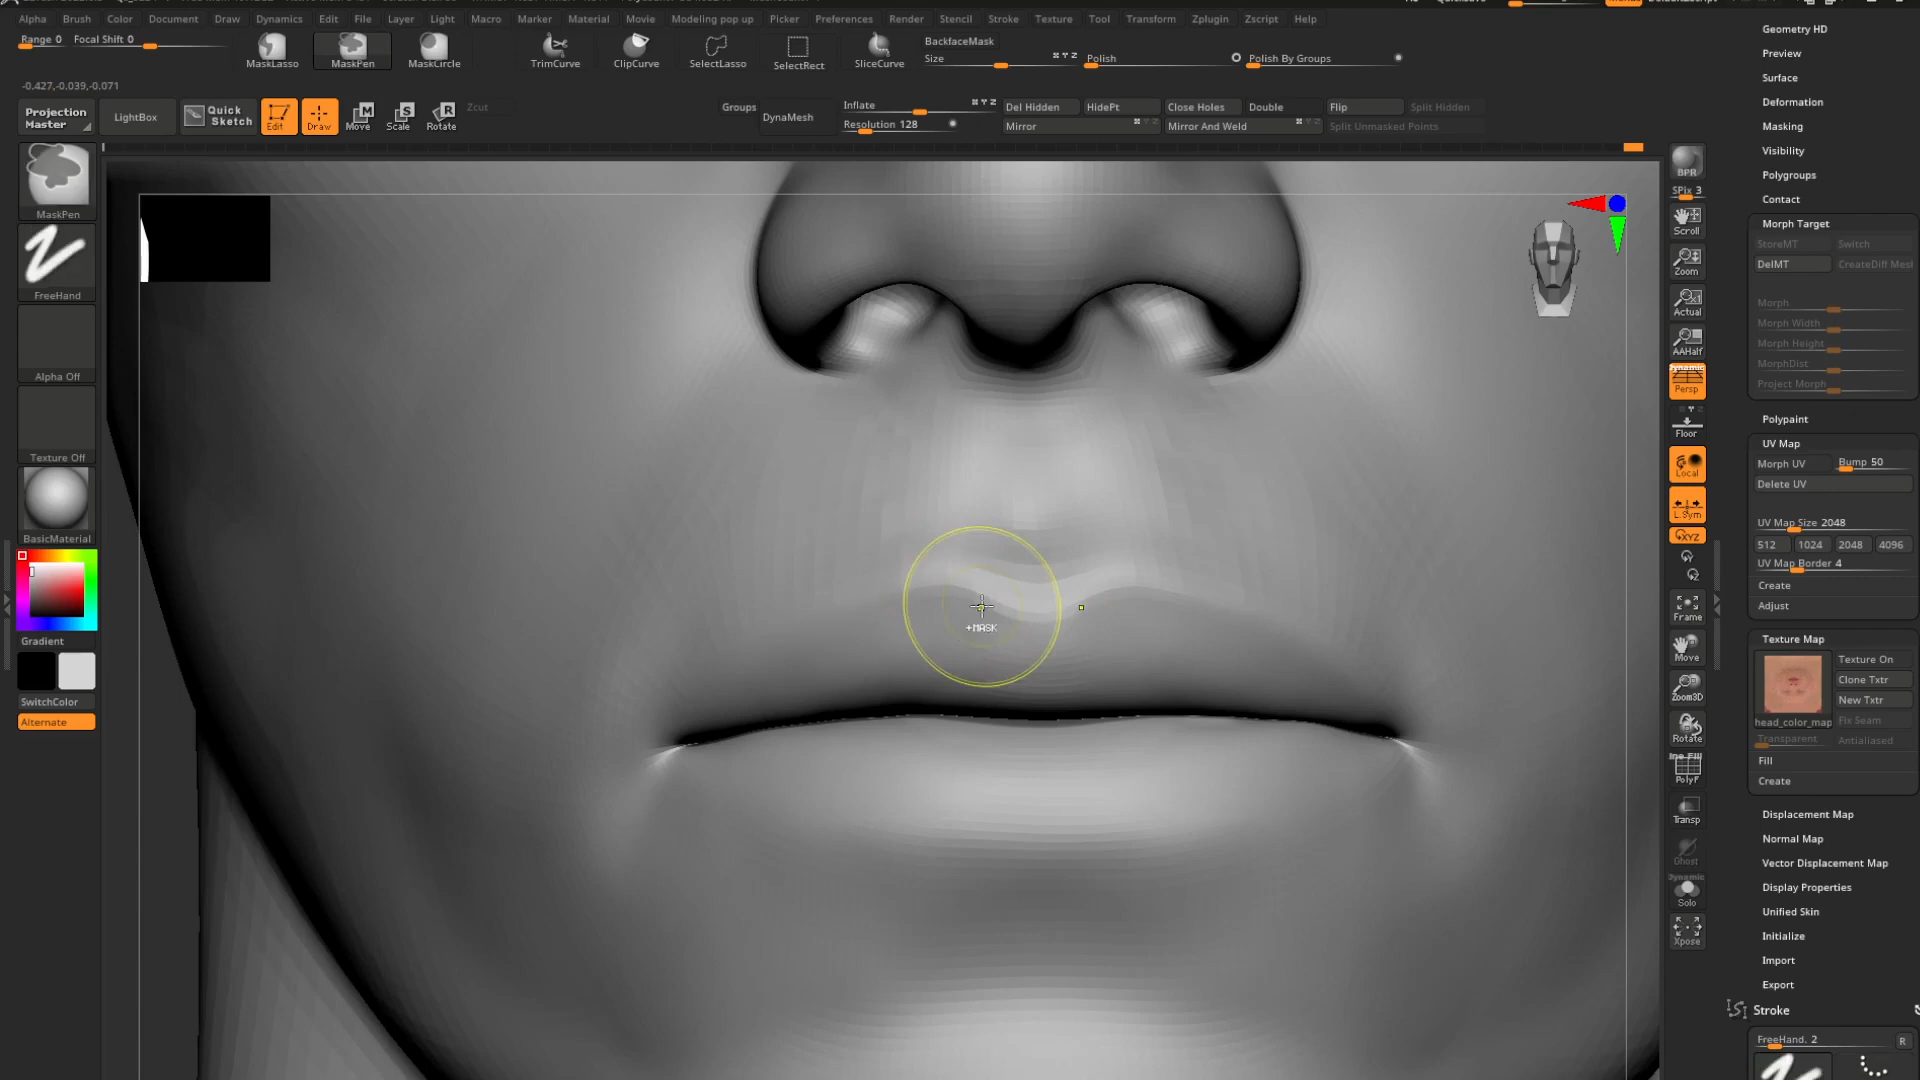 Alpha Brush Color Document Draw Dynamics Edit File Layer Light Macro Marker Material Movie Modeling pop up Picker Preferences Render Stencil Stroke Texture Tool Transform Zplugin Zscript Help
Range 0 Focal Shift 0
MaskLasso MaskPen MaskCircle TrimCurve ClipCurve SelectLasso SelectRect SliceCurve
BackfaceMask
Size Polish Polish By Groups
-0.427,-0.039,-0.071
Projection Master
LightBox
Quick Sketch
Edit Draw Move Scale Rotate
Zcut
Groups
DynaMesh
Inflate
Resolution 128
Del Hidden HidePt Close Holes Double Flip Split Hidden
Mirror Mirror And Weld Split Unmasked Points
MaskPen
FreeHand
Alpha Off
Texture Off
BasicMaterial
Gradient
SwitchColor
Alternate
+MASK
BPR
SPix 3
Scroll
Zoom
Actual
AAHalf
Dynamic
Persp
Floor
Local
L.Sym
XYZ
Frame
Move
Zoom3D
Rotate
PolyF
Transp
Ghost
Dynamic
Solo
Xpose
Geometry HD
Preview
Surface
Deformation
Masking
Visibility
Polygroups
Contact
Morph Target
StoreMT Switch
DelMT CreateDiff Mesh
Morph
Morph Width
Morph Height
MorphDist
Project Morph
Polypaint
UV Map
Morph UV Bump 50
Delete UV
UV Map Size 2048
512 1024 2048 4096
UV Map Border 4
Create
Adjust
Texture Map
Texture On
Clone Txtr
New Txtr
head_color_map Fix Seam
Transparent Antialiased
Fill
Create
Displacement Map
Normal Map
Vector Displacement Map
Display Properties
Unified Skin
Initialize
Import
Export
Stroke
FreeHand. 2 R